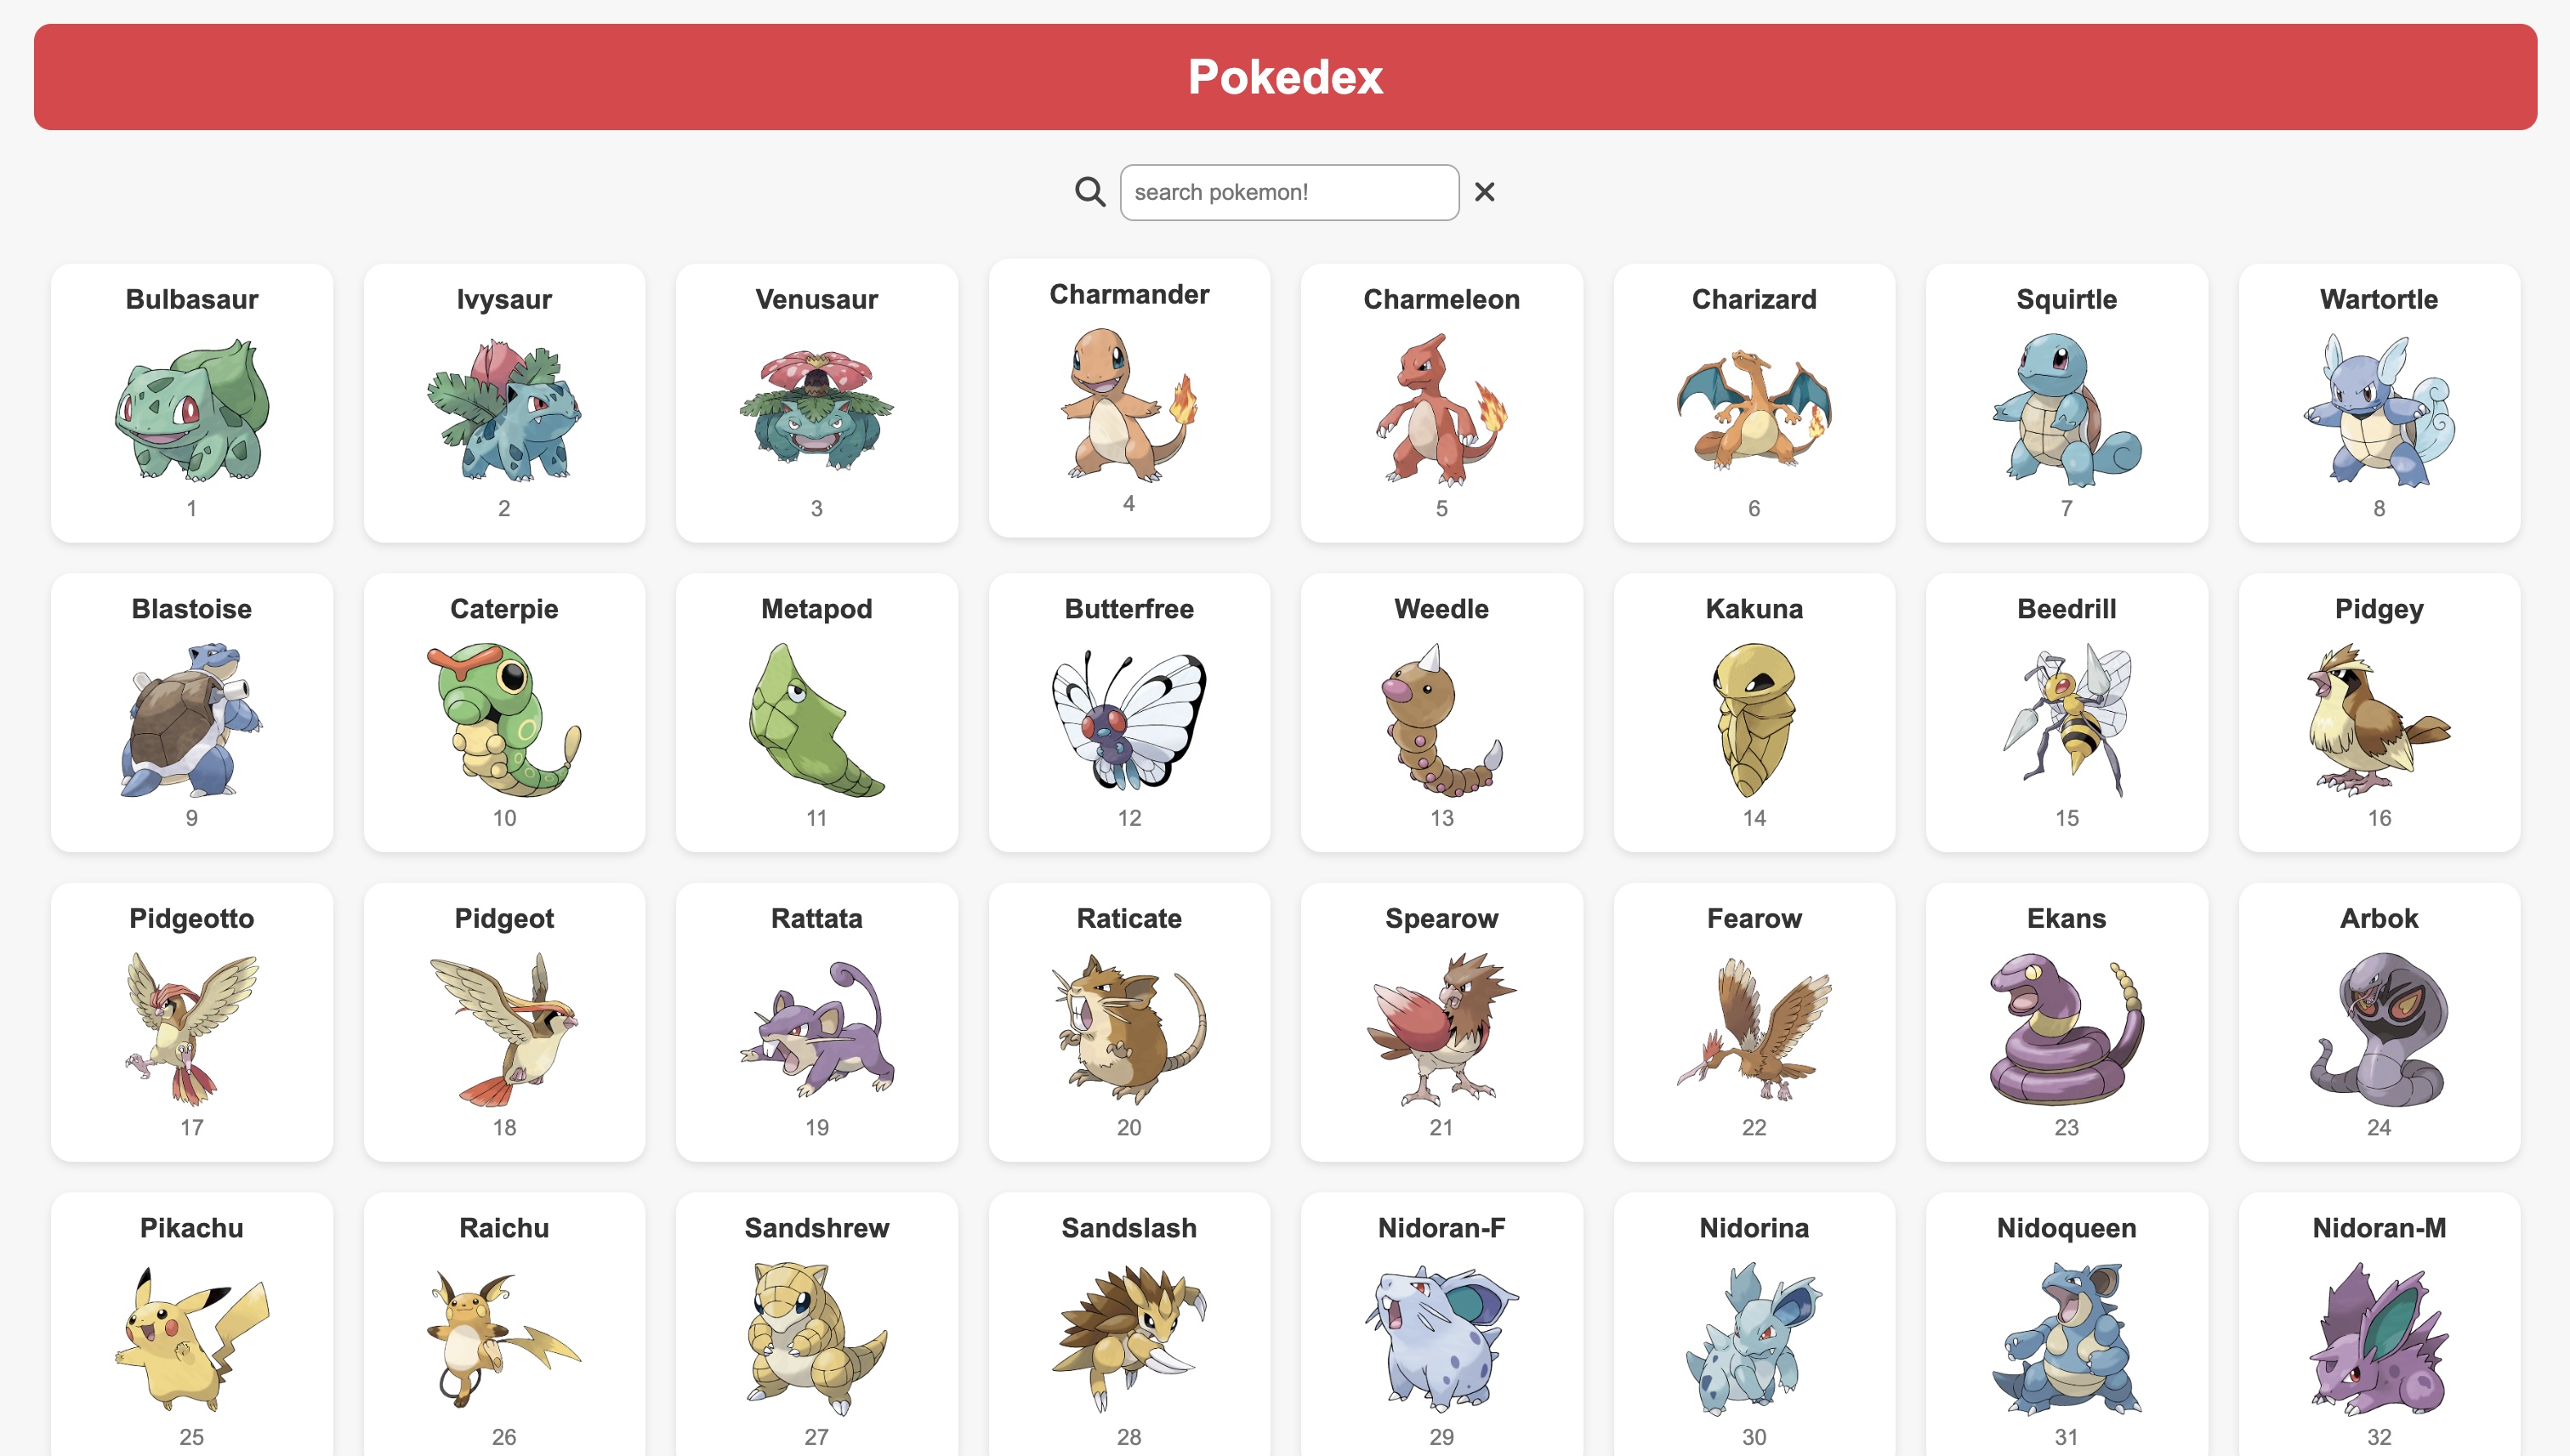 Pokedex
search pokemon!
Bulbasaur
1
Ivysaur
2
Venusaur
3
Charmander
4
Charmeleon
5
Charizard
6
Squirtle
7
Wartortle
8
Blastoise
9
Caterpie
10
Metapod
11
Butterfree
12
Weedle
13
Kakuna
14
Beedrill
15
Pidgey
16
Pidgeotto
17
Pidgeot
18
Rattata
19
Raticate
20
Spearow
21
Fearow
22
Ekans
23
Arbok
24
Pikachu
25
Raichu
26
Sandshrew
27
Sandslash
28
Nidoran-F
29
Nidorina
30
Nidoqueen
31
Nidoran-M
32